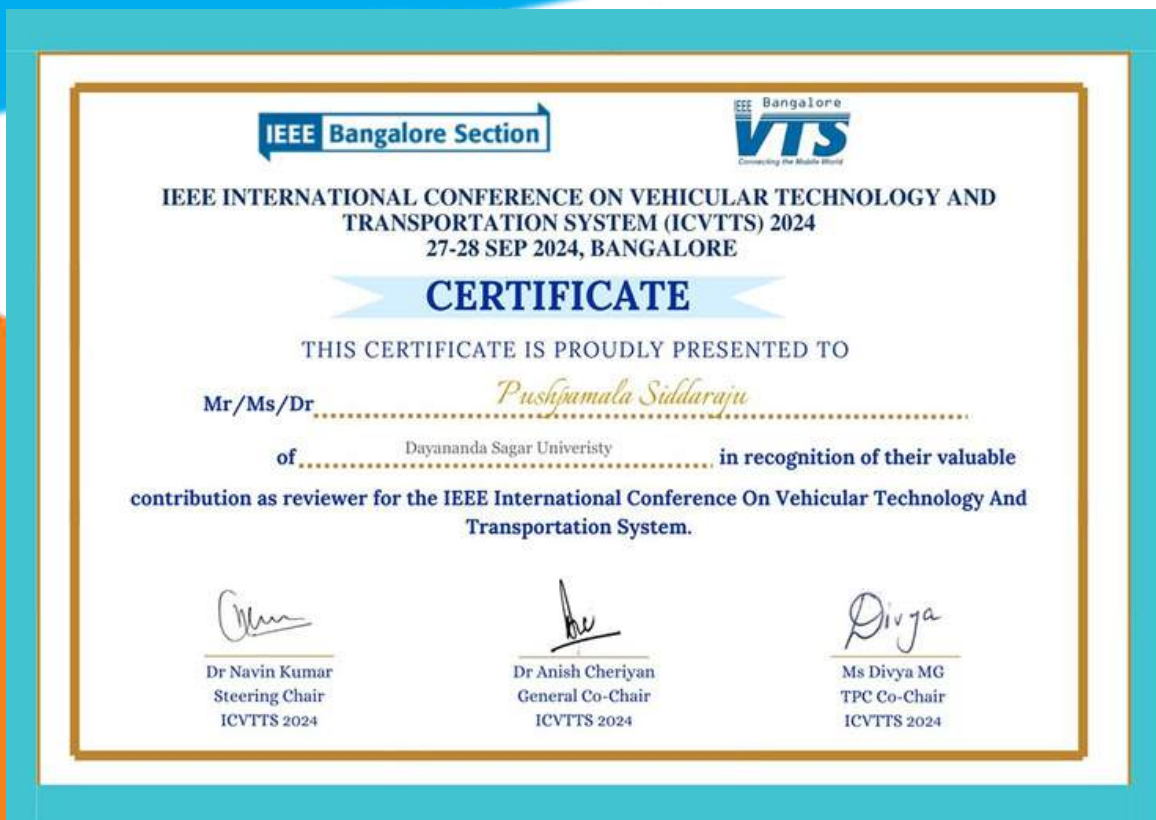 IEEE Bangalore Section
IEEE Bangalore
VTS
Connecting the Mobile World
IEEE INTERNATIONAL CONFERENCE ON VEHICULAR TECHNOLOGY AND
TRANSPORTATION SYSTEM (ICVTTS) 2024
27-28 SEP 2024, BANGALORE
CERTIFICATE
THIS CERTIFICATE IS PROUDLY PRESENTED TO
Mr/Ms/Dr Pushpamala Siddaraju
of Dayananda Sagar Univeristy in recognition of their valuable
contribution as reviewer for the IEEE International Conference On Vehicular Technology And
Transportation System.
Divya
Dr Navin Kumar
Steering Chair
ICVTTS 2024
Dr Anish Cheriyan
General Co-Chair
ICVTTS 2024
Ms Divya MG
TPC Co-Chair
ICVTTS 2024